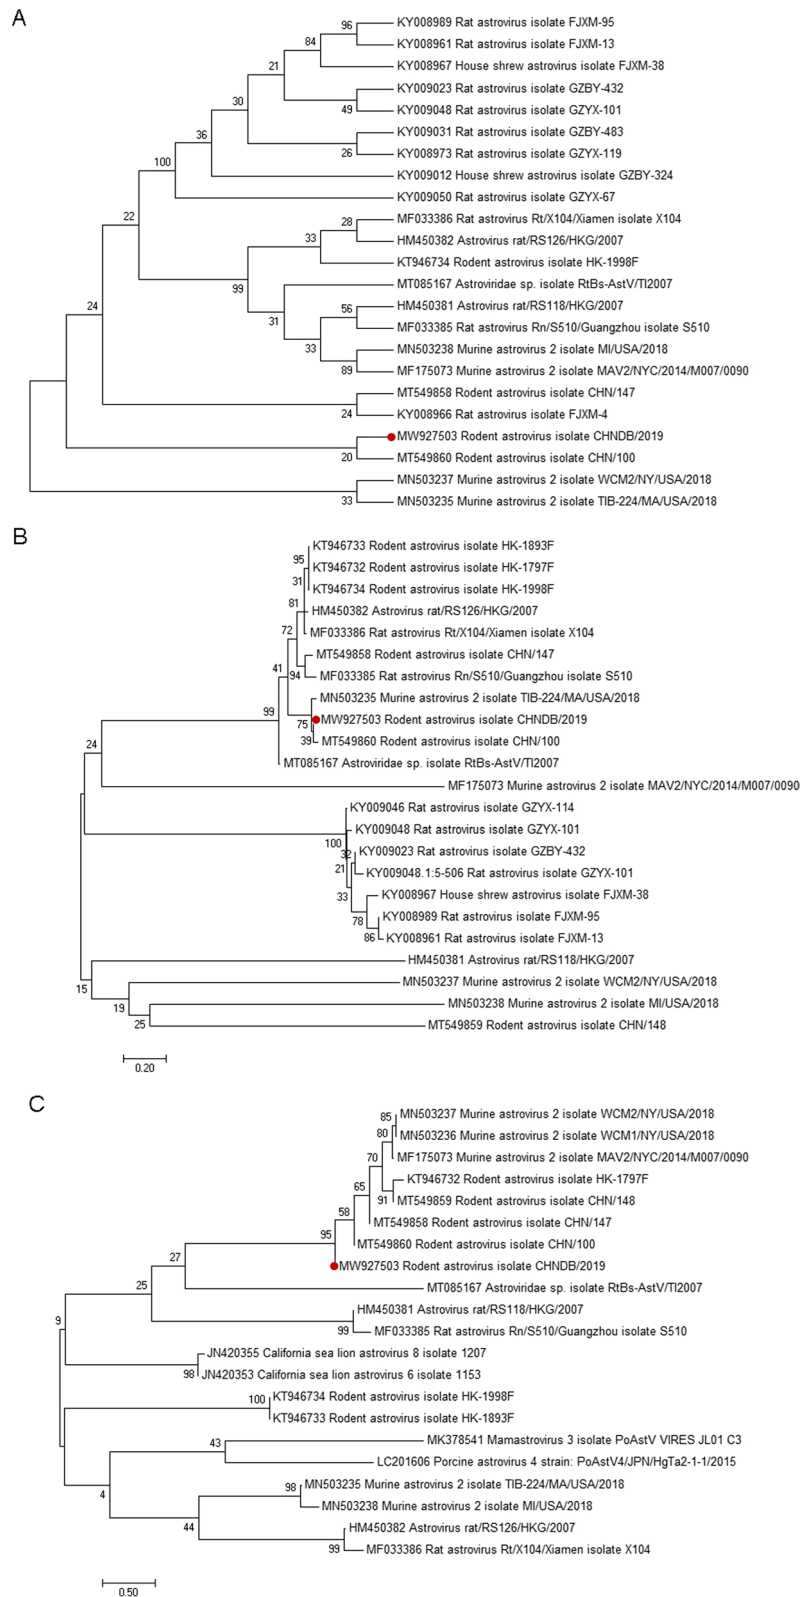 A
96
KY008989 Rat astrovirus isolate FJXM-95
84
KY008961 Rat astrovirus isolate FJXM-13
21
KY008967 House shrew astrovirus isolate FJXM-38
KY009023 Rat astrovirus isolate GZBY-432
30
49
KY009048 Rat astrovirus isolate GZYX-101
36
KY009031 Rat astrovirus isolate GZBY-483
26
KY008973 Rat astrovirus isolate GZYX-119
100
KY009012 House shrew astrovirus isolate GZBY-324
KY009050 Rat astrovirus isolate GZYX-67
22
28
MF033386 Rat astrovirus Rt/X104/Xiamen isolate X104
33
HM450382 Astrovirus rat/RS126/HKG/2007
KT946734 Rodent astrovirus isolate HK-1998F
99
MT085167 Astroviridae sp. isolate RtBs-AstV/Tl2007
24
31
56
HM450381 Astrovirus rat/RS118/HKG/2007
MF033385 Rat astrovirus Rn/S510/Guangzhou isolate S510
33
MN503238 Murine astrovirus 2 isolate MI/USA/2018
89
MF175073 Murine astrovirus 2 isolate MAV2/NYC/2014/M007/0090
MT549858 Rodent astrovirus isolate CHN/147
24
KY008966 Rat astrovirus isolate FJXM-4
MW927503 Rodent astrovirus isolate CHNDB/2019
20
MT549860 Rodent astrovirus isolate CHN/100
MN503237 Murine astrovirus 2 isolate WCM2/NY/USA/2018
33
MN503235 Murine astrovirus 2 isolate TIB-224/MA/USA/2018
B
KT946733 Rodent astrovirus isolate HK-1893F
95
KT946732 Rodent astrovirus isolate HK-1797F
31
KT946734 Rodent astrovirus isolate HK-1998F
81
HM450382 Astrovirus rat/RS126/HKG/2007
72
MF033386 Rat astrovirus Rt/X104/Xiamen isolate X104
MT549858 Rodent astrovirus isolate CHN/147
41
94
MF033385 Rat astrovirus Rn/S510/Guangzhou isolate S510
MN503235 Murine astrovirus 2 isolate TIB-224/MA/USA/2018
99
75
MW927503 Rodent astrovirus isolate CHNDB/2019
39
MT549860 Rodent astrovirus isolate CHN/100
24
MT085167 Astroviridae sp. isolate RtBs-AstV/Tl2007
MF175073 Murine astrovirus 2 isolate MAV2/NYC/2014/M007/0090
KY009046 Rat astrovirus isolate GZYX-114
KY009048 Rat astrovirus isolate GZYX-101
100
32
KY009023 Rat astrovirus isolate GZBY-432
21
KY009048.1:5-506 Rat astrovirus isolate GZYX-101
33
KY008967 House shrew astrovirus isolate FJXM-38
78
KY008989 Rat astrovirus isolate FJXM-95
86
KY008961 Rat astrovirus isolate FJXM-13
HM450381 Astrovirus rat/RS118/HKG/2007
15
MN503237 Murine astrovirus 2 isolate WCM2/NY/USA/2018
19
MN503238 Murine astrovirus 2 isolate MI/USA/2018
25
MT549859 Rodent astrovirus isolate CHN/148
0.20
C
85
MN503237 Murine astrovirus 2 isolate WCM2/NY/USA/2018
80
MN503236 Murine astrovirus 2 isolate WCM1/NY/USA/2018
70
MF175073 Murine astrovirus 2 isolate MAV2/NYC/2014/M007/0090
KT946732 Rodent astrovirus isolate HK-1797F
65
91
MT549859 Rodent astrovirus isolate CHN/148
58
MT549858 Rodent astrovirus isolate CHN/147
95
MT549860 Rodent astrovirus isolate CHN/100
27
MW927503 Rodent astrovirus isolate CHNDB/2019
25
MT085167 Astroviridae sp. isolate RtBs-AstV/Tl2007
HM450381 Astrovirus rat/RS118/HKG/2007
9
99
MF033385 Rat astrovirus Rn/S510/Guangzhou isolate S510
JN420355 California sea lion astrovirus 8 isolate 1207
98
JN420353 California sea lion astrovirus 6 isolate 1153
100
KT946734 Rodent astrovirus isolate HK-1998F
KT946733 Rodent astrovirus isolate HK-1893F
43
MK378541 Mamastrovirus 3 isolate PoAstV VIRES JL01 C3
LC201606 Porcine astrovirus 4 strain: PoAstV4/JPN/HgTa2-1-1/2015
4
98
MN503235 Murine astrovirus 2 isolate TIB-224/MA/USA/2018
MN503238 Murine astrovirus 2 isolate MI/USA/2018
44
HM450382 Astrovirus rat/RS126/HKG/2007
99
MF033386 Rat astrovirus Rt/X104/Xiamen isolate X104
0.50